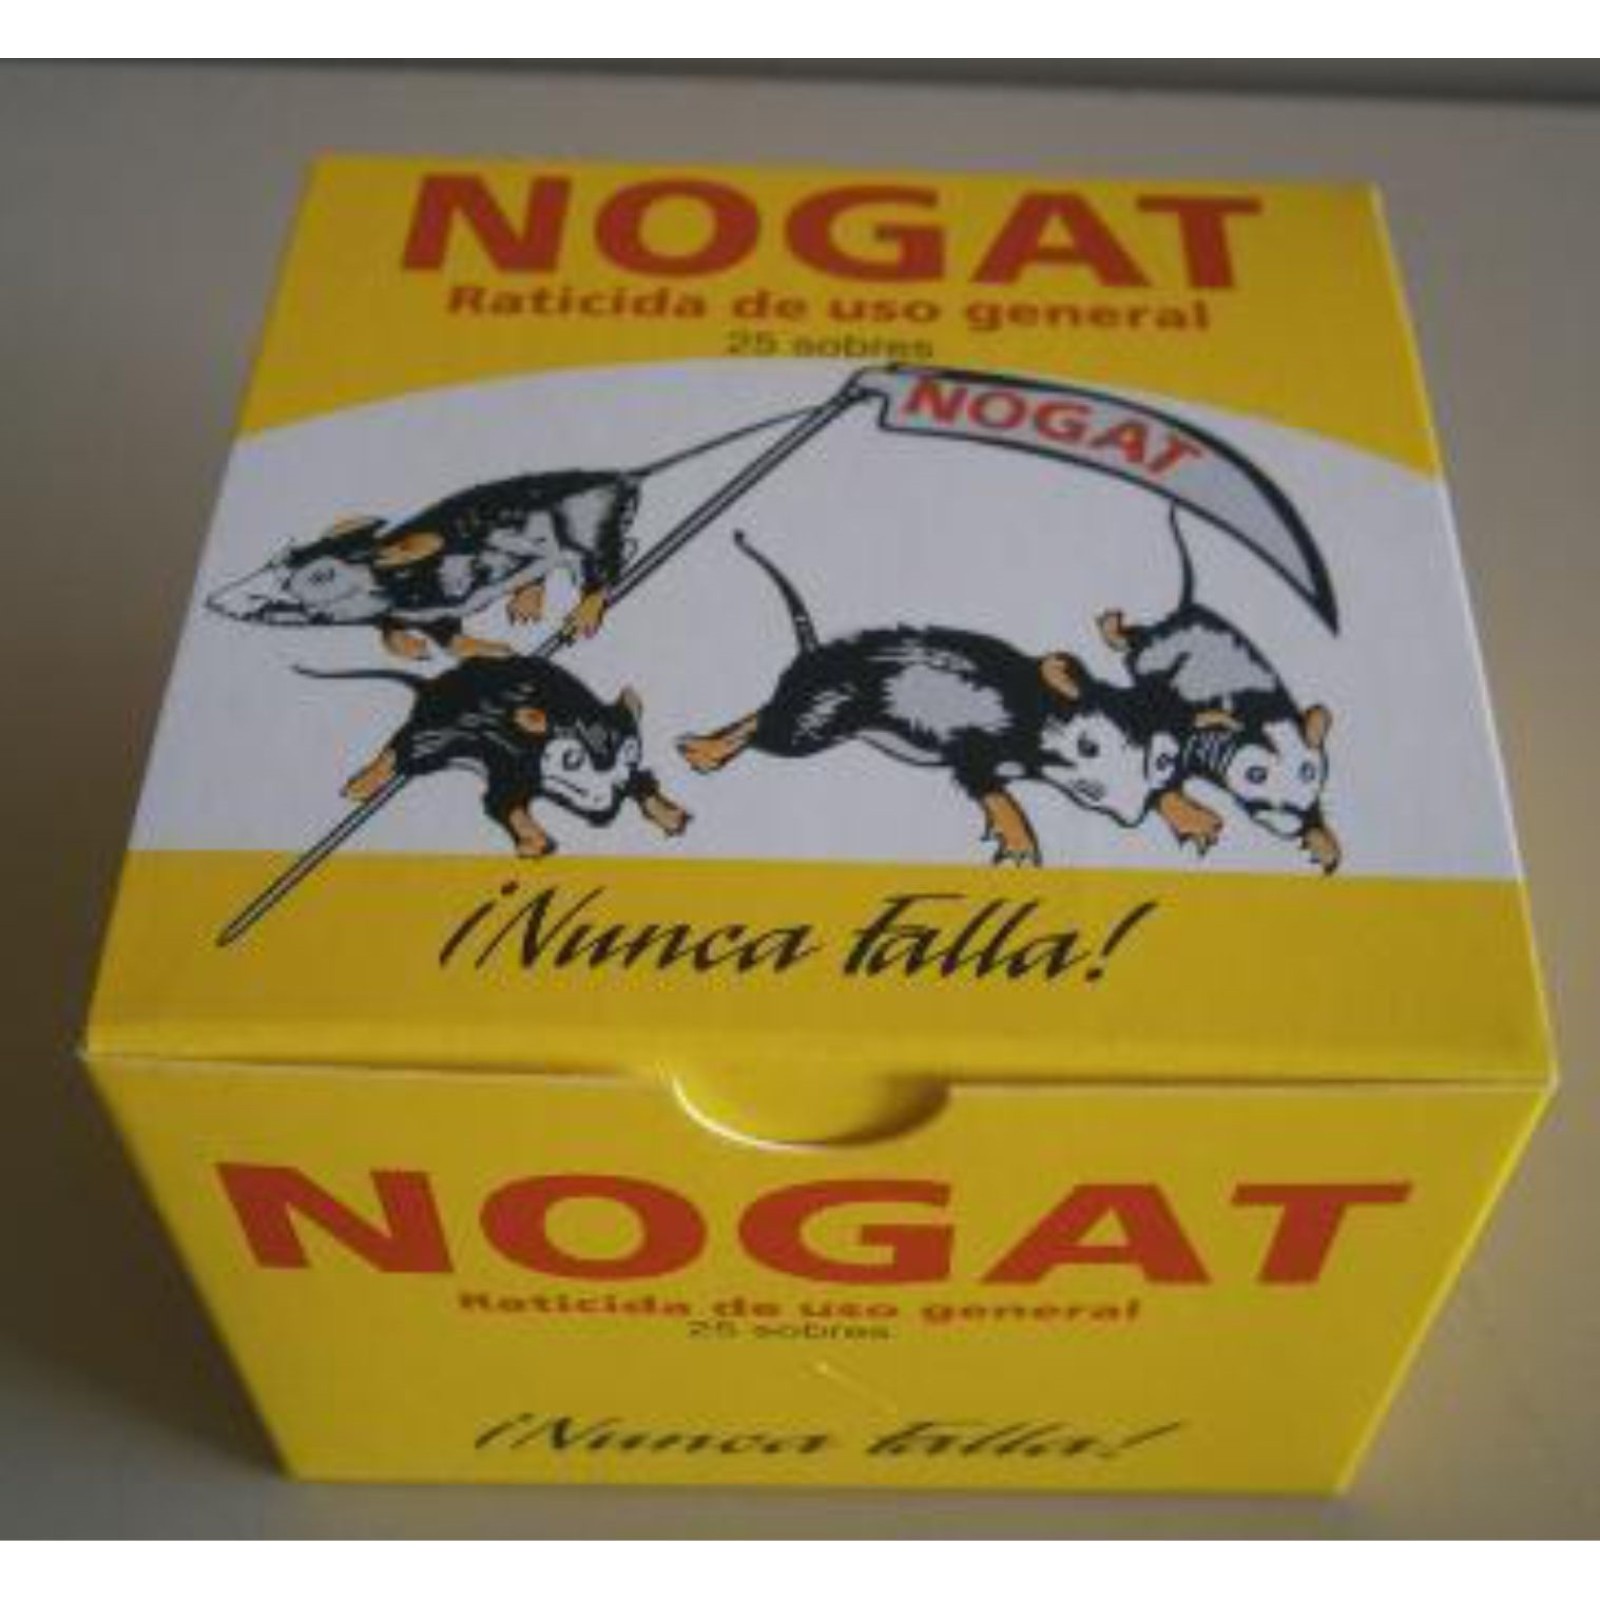 NOGAT
Raticida de uso general
25 sobres
NOGAT
¡Nunca Falla!
NOGAT
Raticida de uso general
25 sobres
¡Nunca Falla!